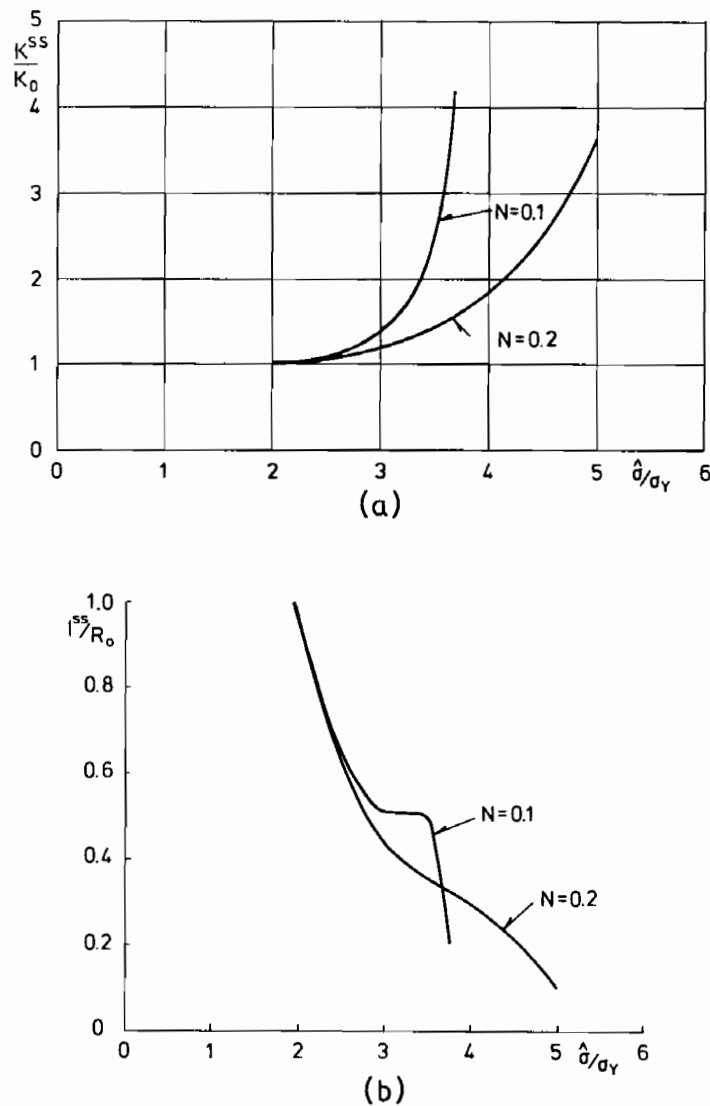 5
K^ss/K_0
4
3
2
1
0
N=0.1
N=0.2
0 1 2 3 4 5 6
σ̂/σ_Y
(a)
1.0
l^ss/R_o
0.8
0.6
0.4
0.2
0
N=0.1
N=0.2
0 1 2 3 4 5 6
σ̂/σ_Y
(b)